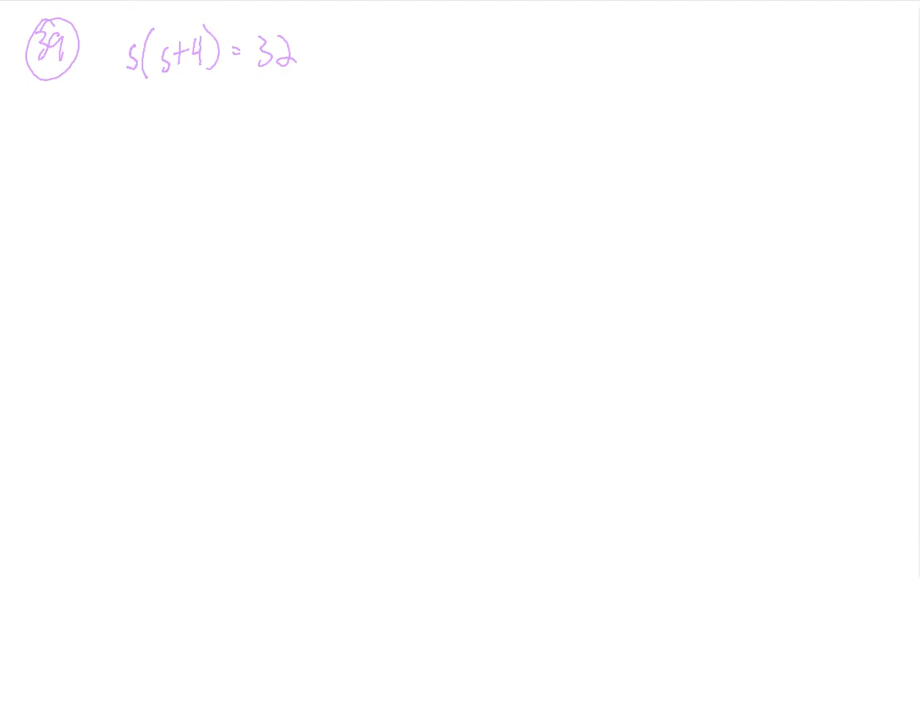 39 s(s+4) = 32